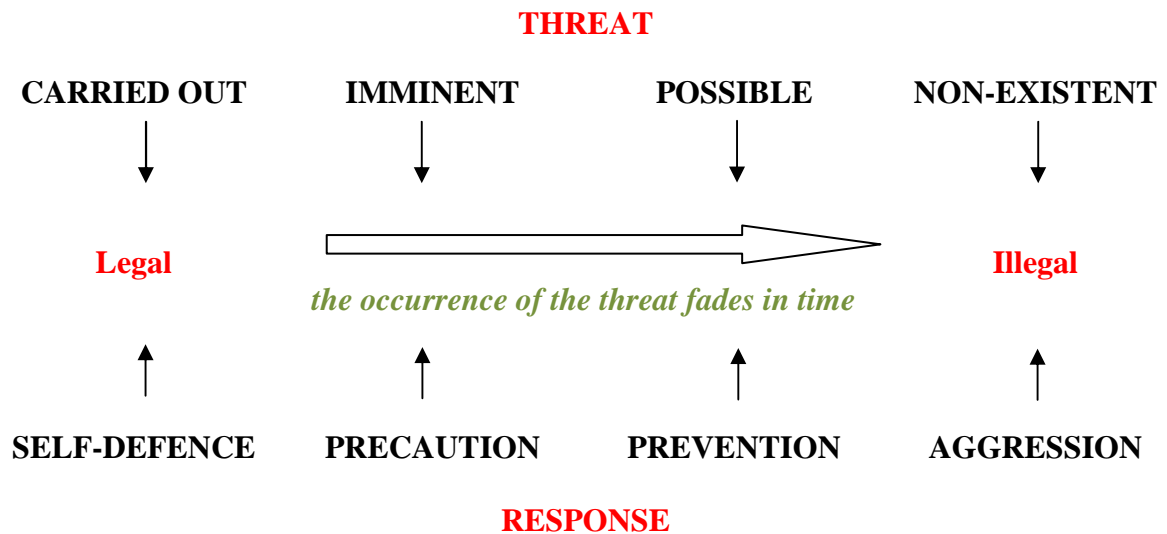 THREAT
CARRIED OUT IMMINENT POSSIBLE NON-EXISTENT
Legal Illegal
the occurrence of the threat fades in time
SELF-DEFENCE PRECAUTION PREVENTION AGGRESSION
RESPONSE